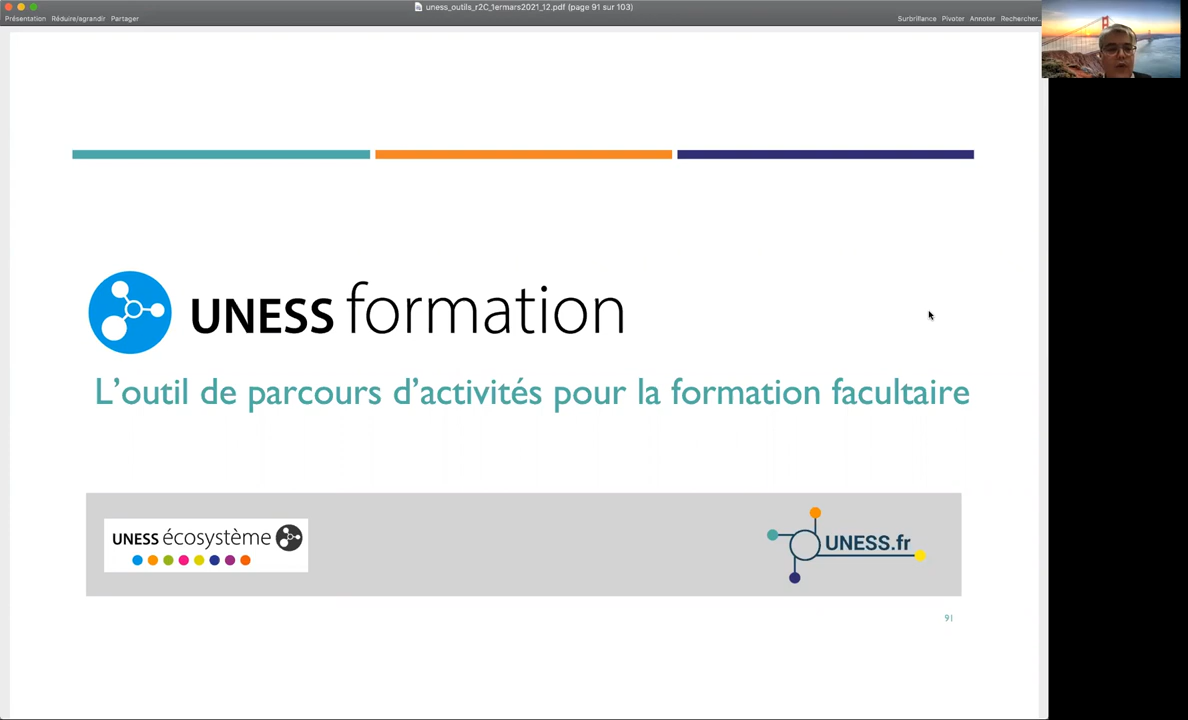 uness_outils_r2C_1ermars2021_12.pdf (page 91 sur 103)
Présentation Réduire/agrandir Partager
Surbrillance Pivoter Annoter Rechercher...
UNESS formation
L’outil de parcours d’activités pour la formation facultaire
UNESS écosystème
UNESS.fr
91